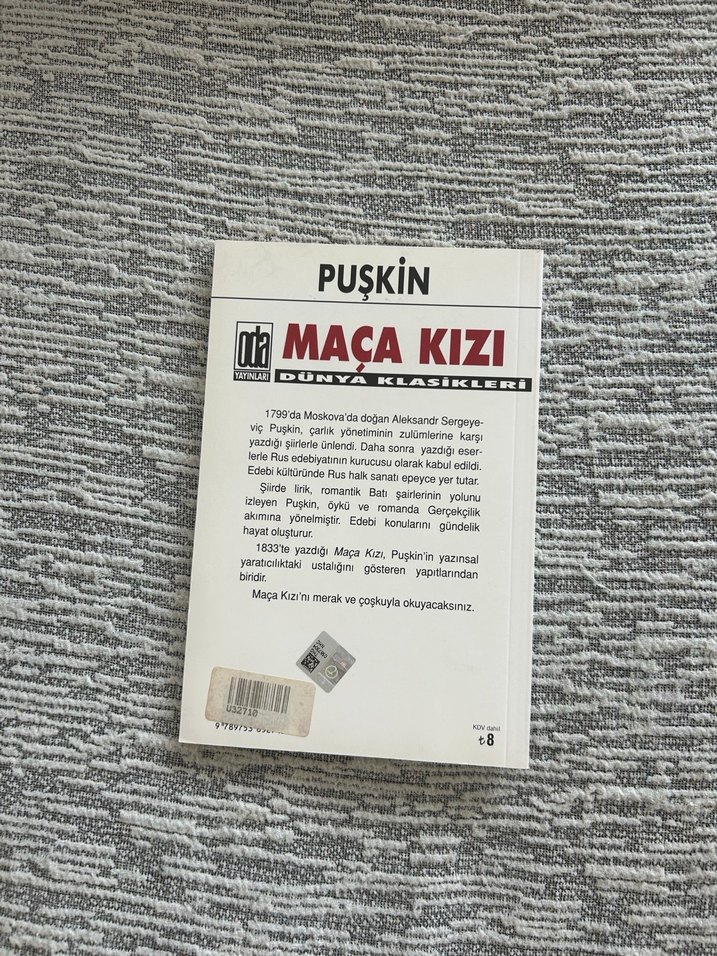 PUŞKİN
oda
YAYINLARI
MAÇA KIZI
DÜNYA KLASİKLERİ
1799'da Moskova'da doğan Aleksandr Sergeye-
viç Puşkin, çarlık yönetiminin zulümlerine karşı
yazdığı şiirlerle ünlendi. Daha sonra yazdığı eser-
lerle Rus edebiyatının kurucusu olarak kabul edildi.
Edebi kültüründe Rus halk sanatı epeyce yer tutar.
Şiirde lirik, romantik Batı şairlerinin yolunu
izleyen Puşkin, öykü ve romanda Gerçekçilik
akımına yönelmiştir. Edebi konularını gündelik
hayat oluşturur.
1833'te yazdığı Maça Kızı, Puşkin'in yazınsal
yaratıcılıktaki ustalığını gösteren yapıtlarından
biridir.
Maça Kızı'nı merak ve çoşkuyla okuyacaksınız.
U32710
KDV dahil
₺8